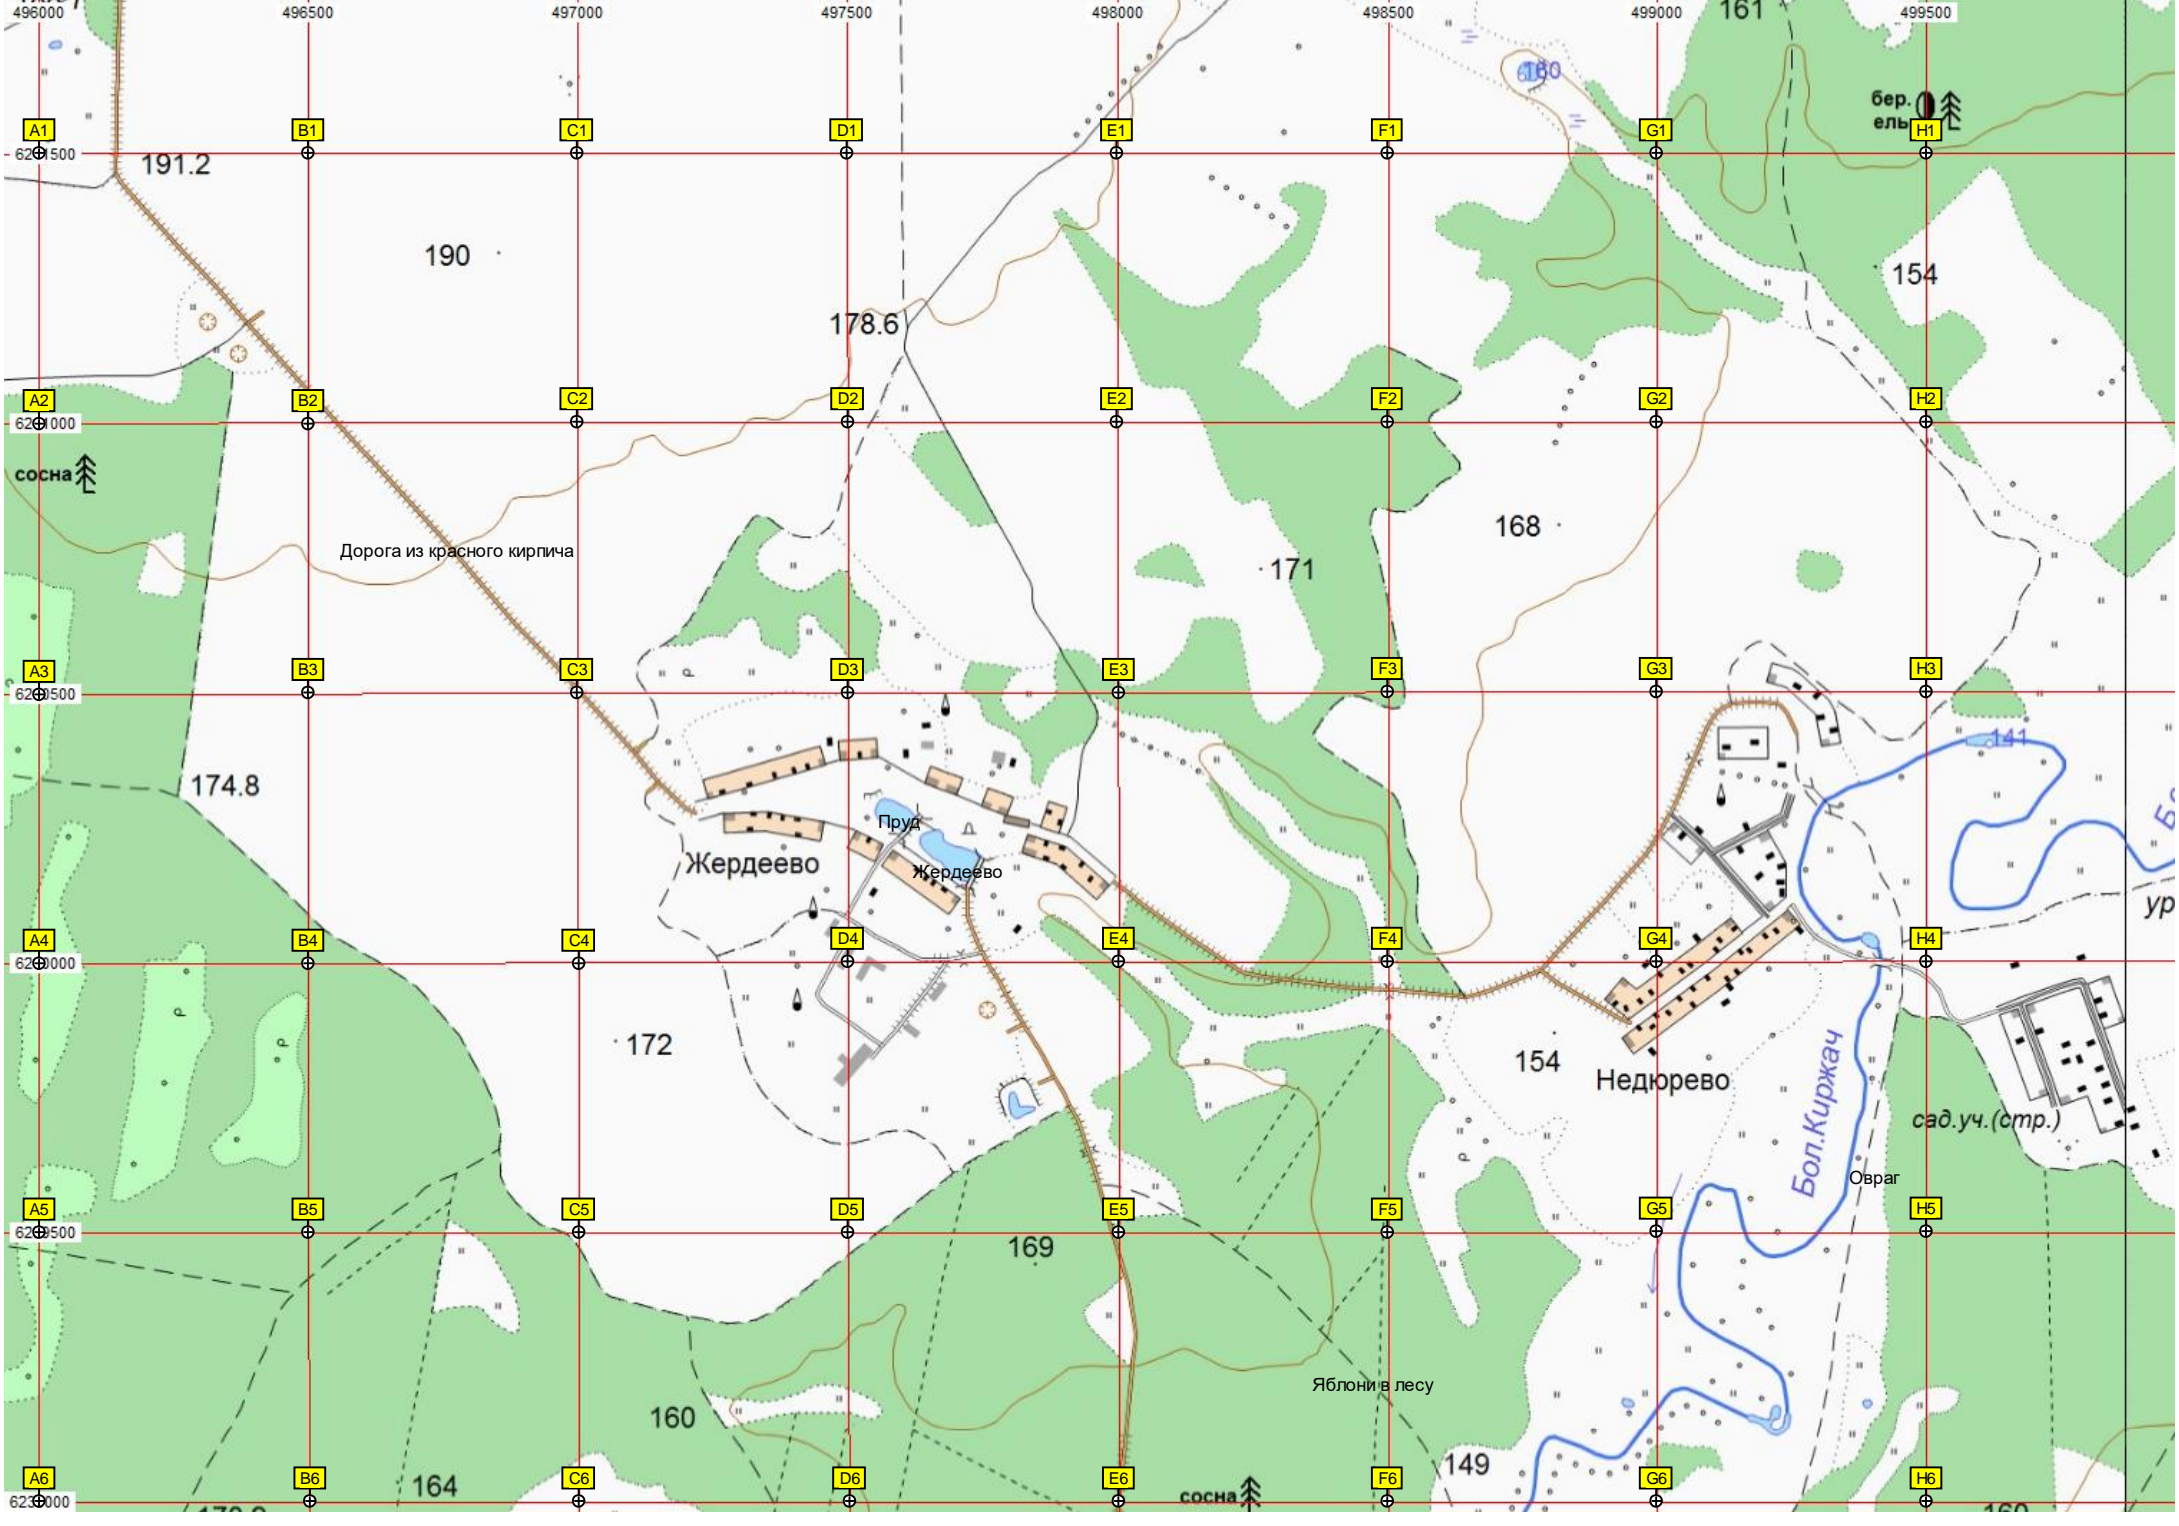 496000 496500 497000 497500 498000 498500 499000 161 499500
160
бер.
ель
A1 B1 C1 D1 E1 F1 G1 H1
191.2
190
154
178.6
A2 B2 C2 D2 E2 F2 G2 H2
сосна
168
Дорога из красного кирпича
171
A3 B3 C3 D3 E3 F3 G3 H3
141
174.8
Пруд
Жердеево
Жердеево
ур
A4 B4 C4 D4 E4 F4 G4 H4
172
154
Недюрево
Бол.Киржач
сад.уч.(стр.)
Овраг
A5 B5 C5 D5 E5 F5 G5 H5
169
Яблони в лесу
160
149
A6 B6 C6 D6 E6 F6 G6 H6
164
сосна